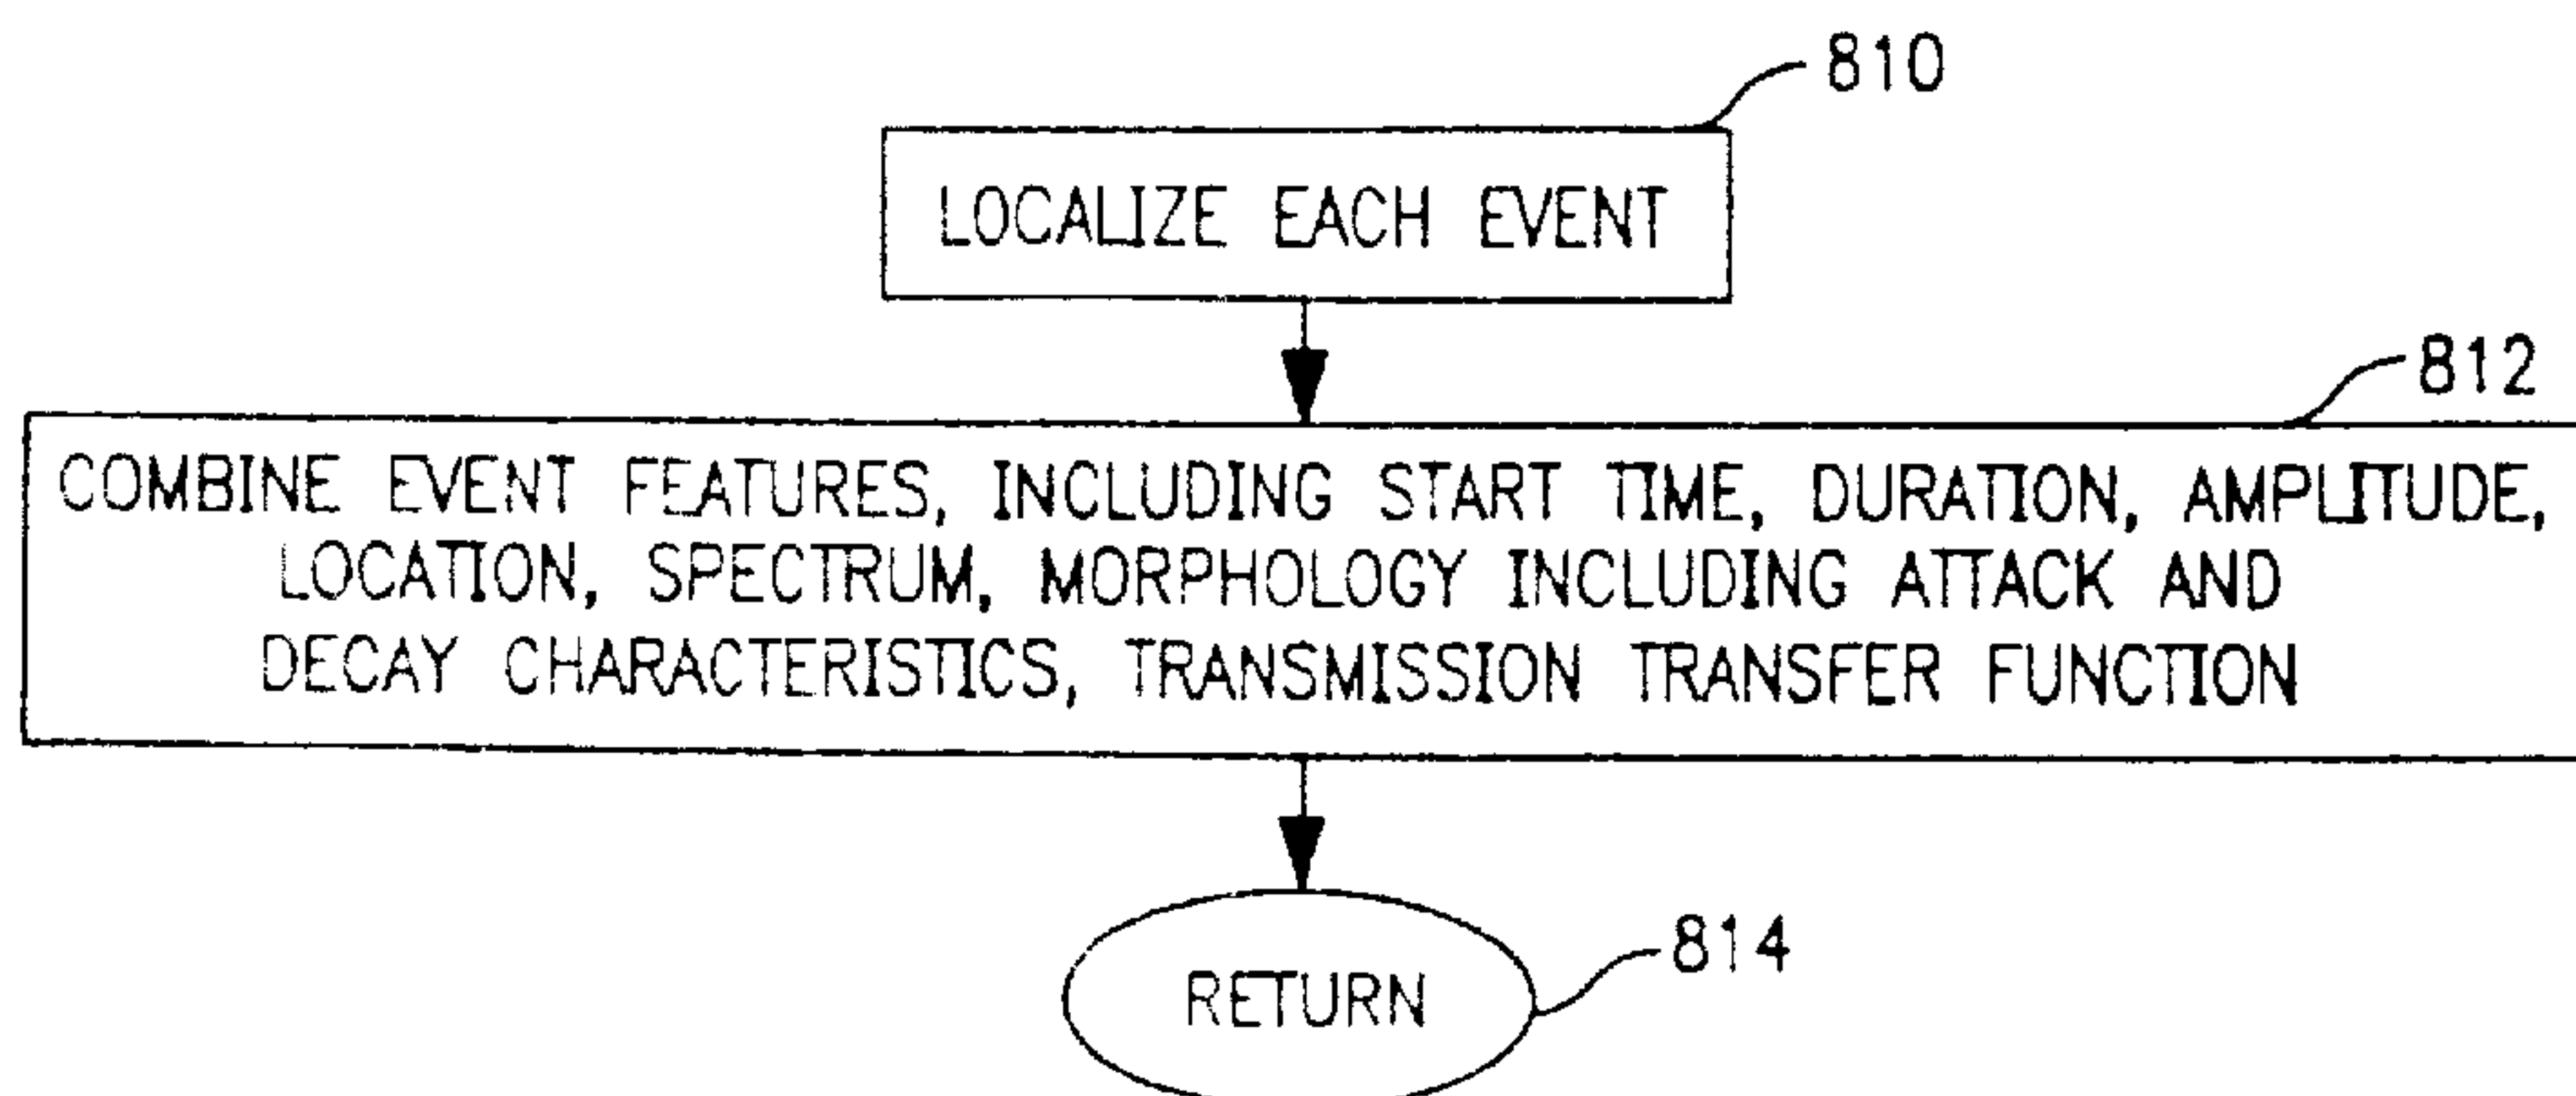 810
LOCALIZE EACH EVENT
812
COMBINE EVENT FEATURES, INCLUDING START TIME, DURATION, AMPLITUDE,
LOCATION, SPECTRUM, MORPHOLOGY INCLUDING ATTACK AND
DECAY CHARACTERISTICS, TRANSMISSION TRANSFER FUNCTION
814
RETURN